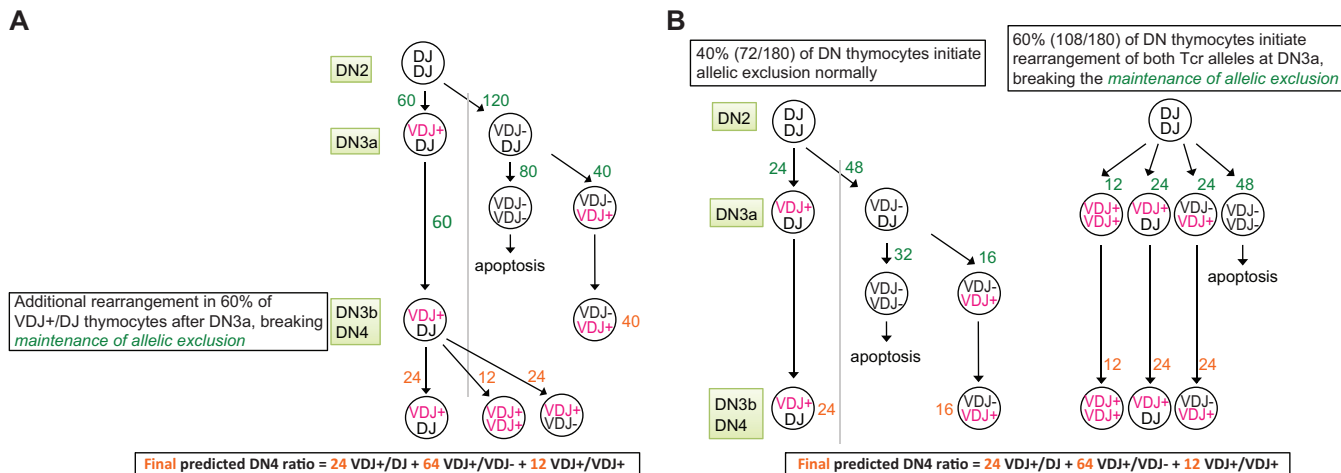 A
DN2
DJ
DJ
60
120
DN3a
VDJ+
DJ
VDJ-
DJ
80
40
VDJ-
VDJ-
VDJ-
VDJ+
60
apoptosis
Additional rearrangement in 60% of
VDJ+/DJ thymocytes after DN3a, breaking
maintenance of allelic exclusion
DN3b
DN4
VDJ+
DJ
VDJ-
VDJ+
40
24
12
24
VDJ+
DJ
VDJ+
VDJ+
VDJ+
VDJ-
Final predicted DN4 ratio = 24 VDJ+/DJ + 64 VDJ+/VDJ- + 12 VDJ+/VDJ+
B
40% (72/180) of DN thymocytes initiate
allelic exclusion normally
60% (108/180) of DN thymocytes initiate
rearrangement of both Tcr alleles at DN3a,
breaking the maintenance of allelic exclusion
DN2
DJ
DJ
DJ
DJ
24
48
12
24
24
48
DN3a
VDJ+
DJ
VDJ-
DJ
VDJ+
VDJ+
VDJ+
DJ
VDJ-
VDJ+
VDJ-
VDJ-
32
16
apoptosis
VDJ-
VDJ-
VDJ-
VDJ+
apoptosis
12
24
24
DN3b
DN4
VDJ+
DJ
24
16
VDJ-
VDJ+
VDJ+
VDJ+
VDJ+
DJ
VDJ-
VDJ+
Final predicted DN4 ratio = 24 VDJ+/DJ + 64 VDJ+/VDJ- + 12 VDJ+/VDJ+